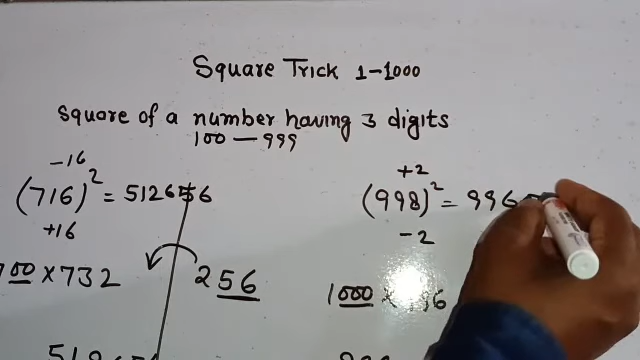 Square Trick 1-1000
Square of a number having 3 digits
100 — 999
-16
(716)² = 512656
+16
700 × 732
256
+2
(998)² = 996
-2
1000 ×